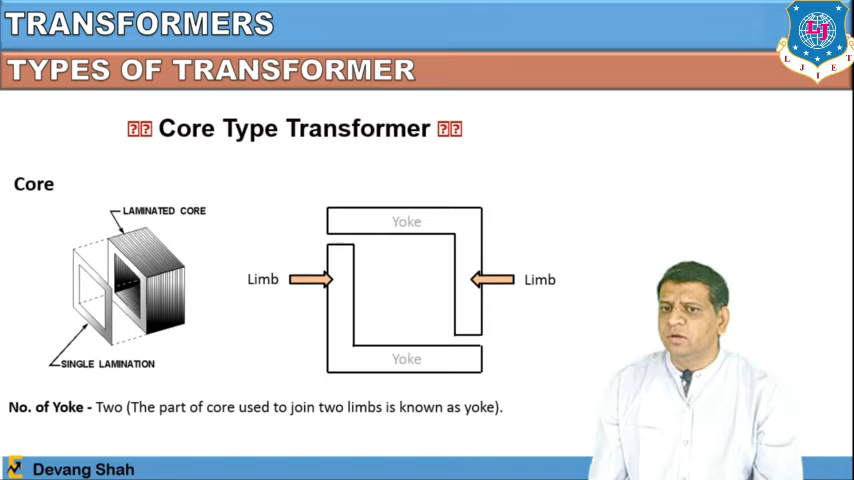 TRANSFORMERS
TYPES OF TRANSFORMER
LJ
L J I E T
Core Type Transformer
Core
LAMINATED CORE
SINGLE LAMINATION
Yoke
Limb
Limb
Yoke
No. of Yoke - Two (The part of core used to join two limbs is known as yoke).
Devang Shah